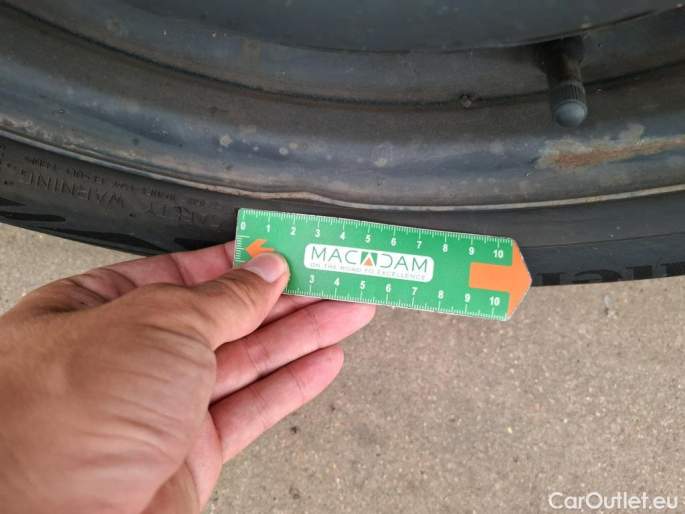 WARNING
0 1 2 3 4 5 6 7 8 9 10
MACADAM
ON THE ROAD TO EXCELLENCE
3 4 5 6 7 8 9 10
CarOutlet.eu